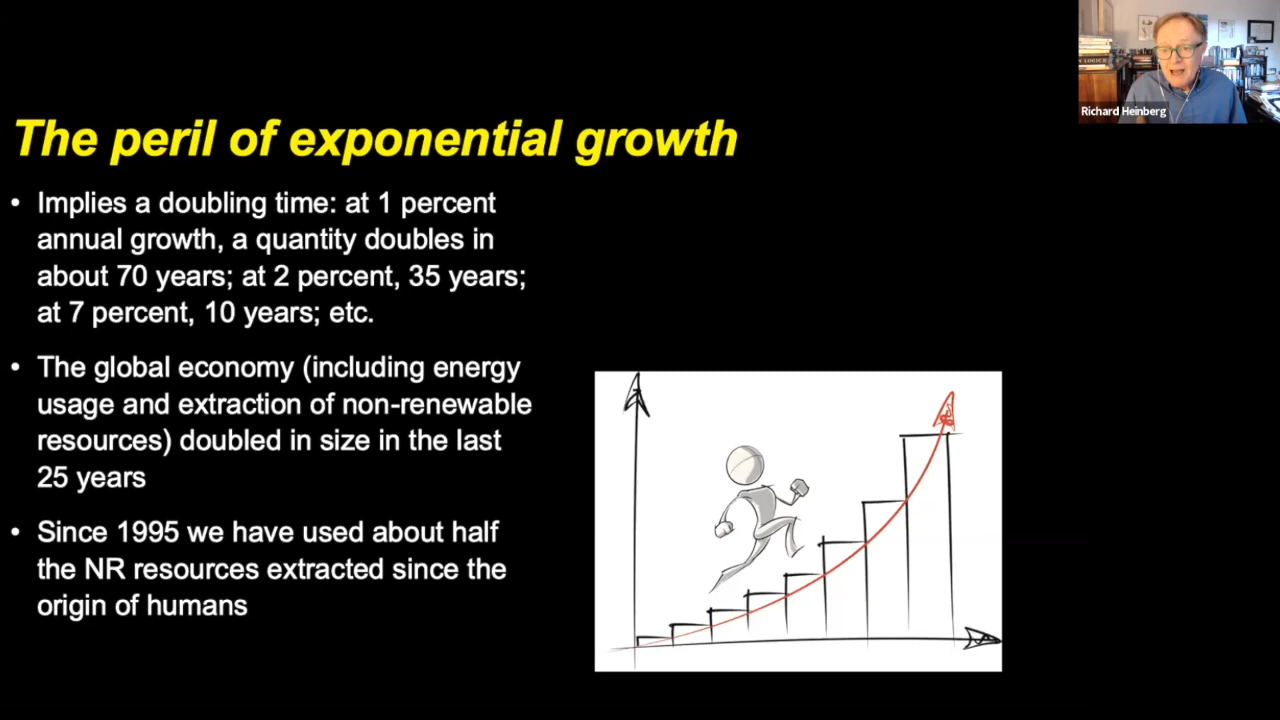 The peril of exponential growth
• Implies a doubling time: at 1 percent
annual growth, a quantity doubles in
about 70 years; at 2 percent, 35 years;
at 7 percent, 10 years; etc.
• The global economy (including energy
usage and extraction of non-renewable
resources) doubled in size in the last
25 years
• Since 1995 we have used about half
the NR resources extracted since the
origin of humans
Richard Heinberg